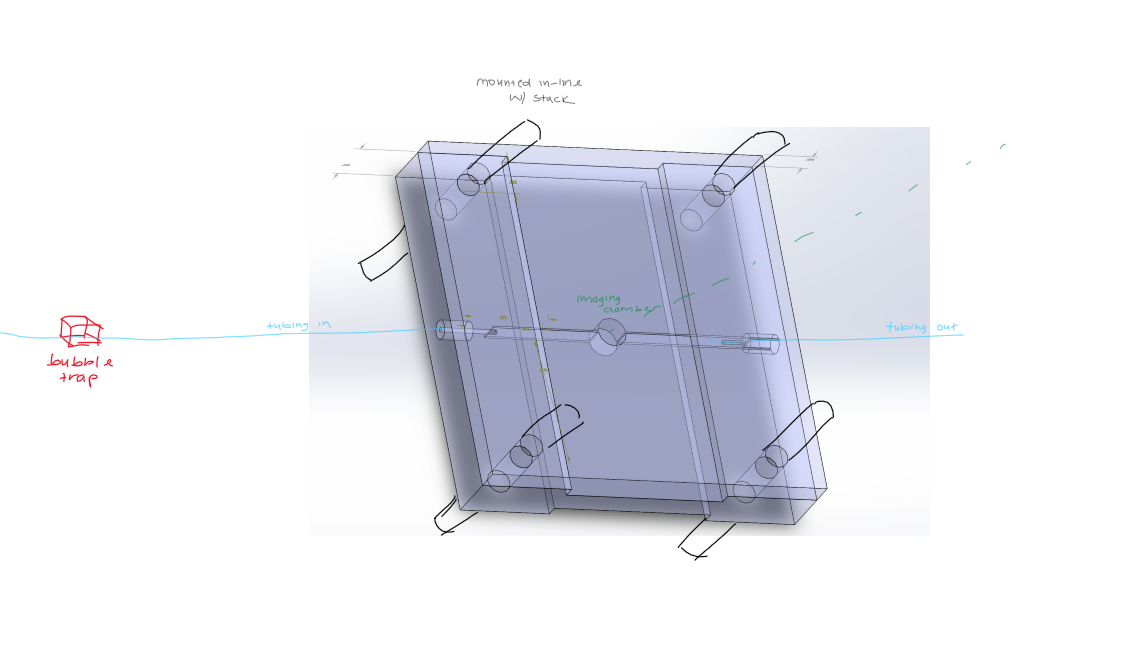 mounted in-line
w/ stack
imaging
chamber
tubing in
tubing out
bubble
trap